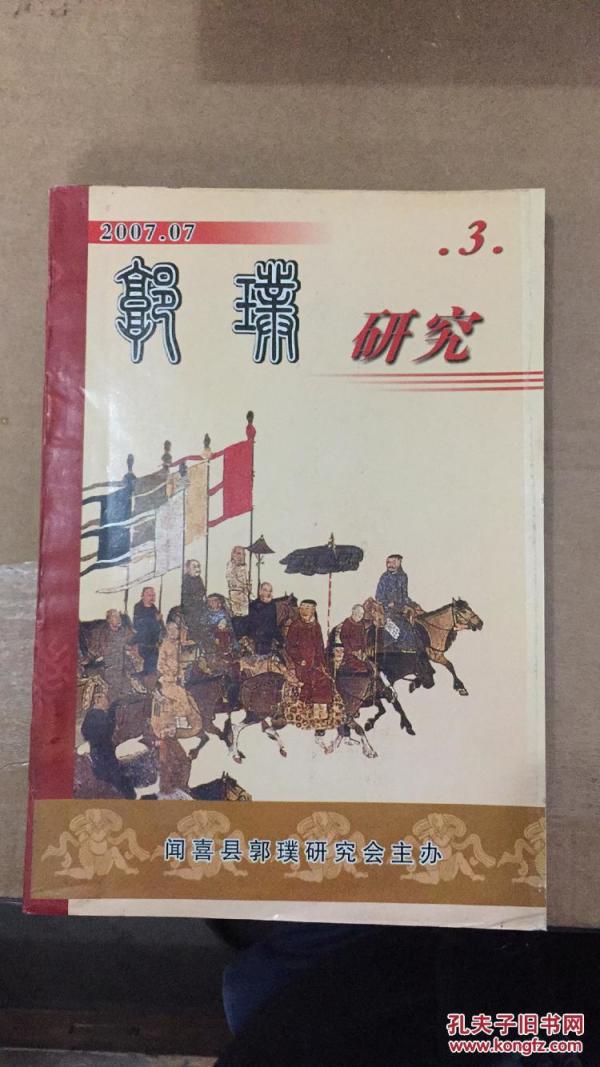 2007.07
.3.
郭璞
研究
闻喜县郭璞研究会主办
孔夫子旧书网
www.kongfz.com